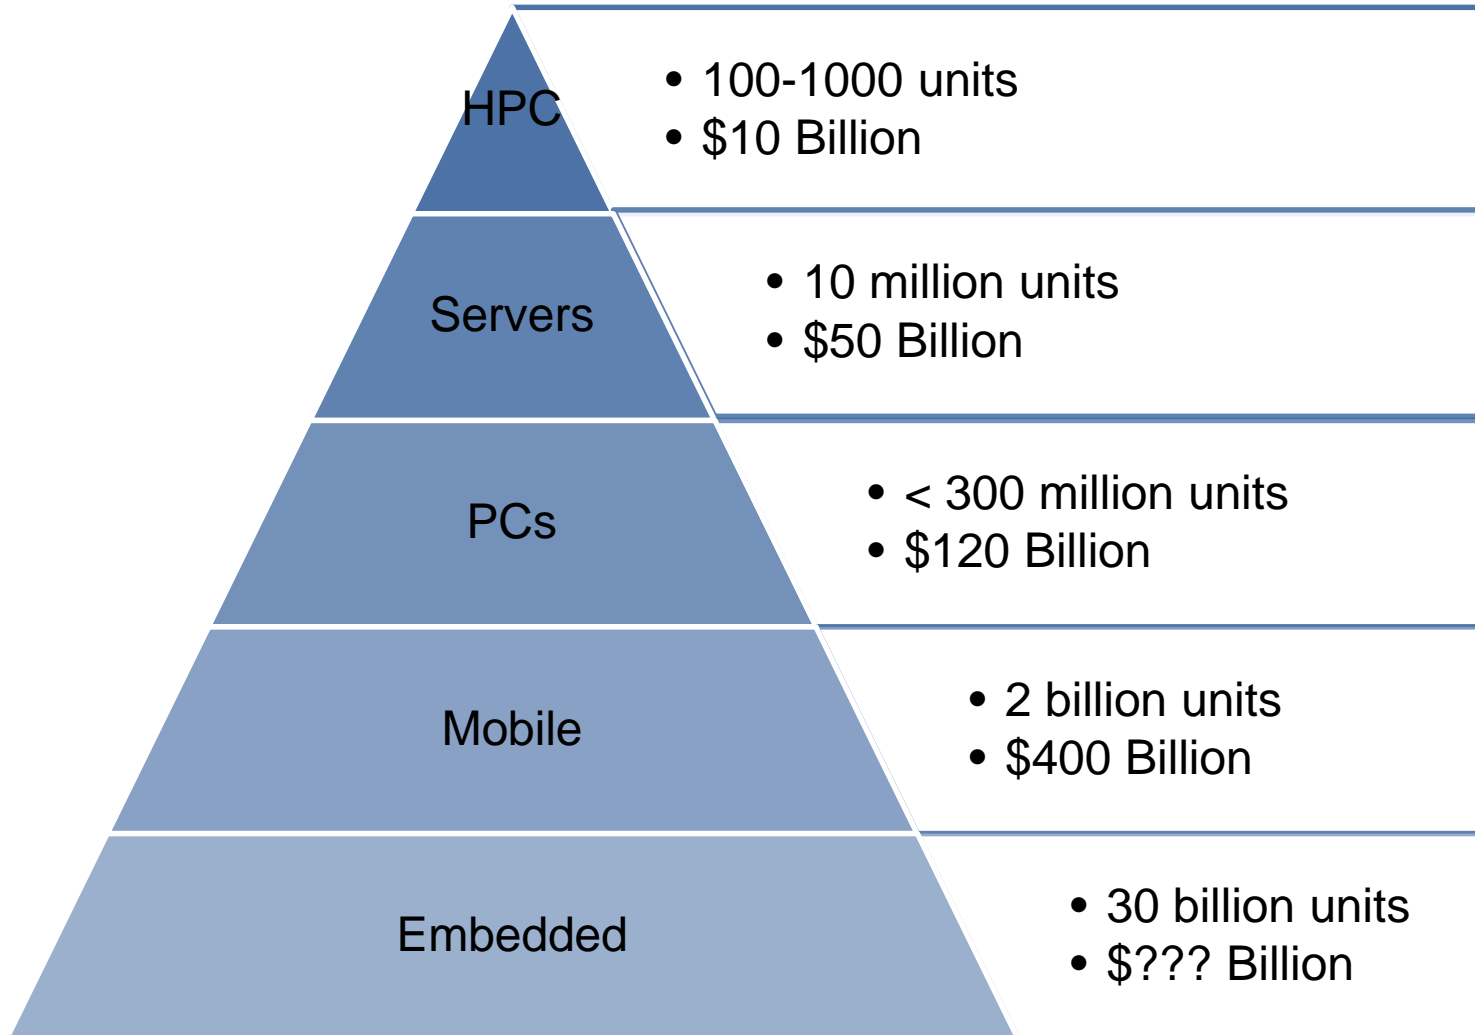 HPC
• 100-1000 units
• $10 Billion
Servers
• 10 million units
• $50 Billion
PCs
• < 300 million units
• $120 Billion
Mobile
• 2 billion units
• $400 Billion
Embedded
• 30 billion units
• $??? Billion